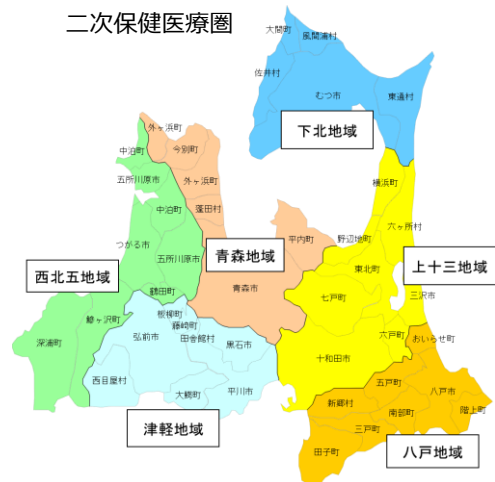 二次保健医療圏
大間町
風間浦村
佐井村
むつ市
東通村
下北地域
外ヶ浜町
今別町
中泊町
五所川原市
外ヶ浜町
中泊町
蓬田村
横浜町
つがる市
五所川原市
青森地域
平内町
野辺地町
六ヶ所村
東北町
上十三地域
西北五地域
鶴田町
青森市
七戸町
三沢市
板柳町
鰺ヶ沢町
藤崎町
弘前市
田舎館村
黒石市
六戸町
おいらせ町
深浦町
十和田市
西目屋村
大鰐町
平川市
五戸町
八戸市
新郷村
南部町
階上町
三戸町
津軽地域
田子町
八戸地域